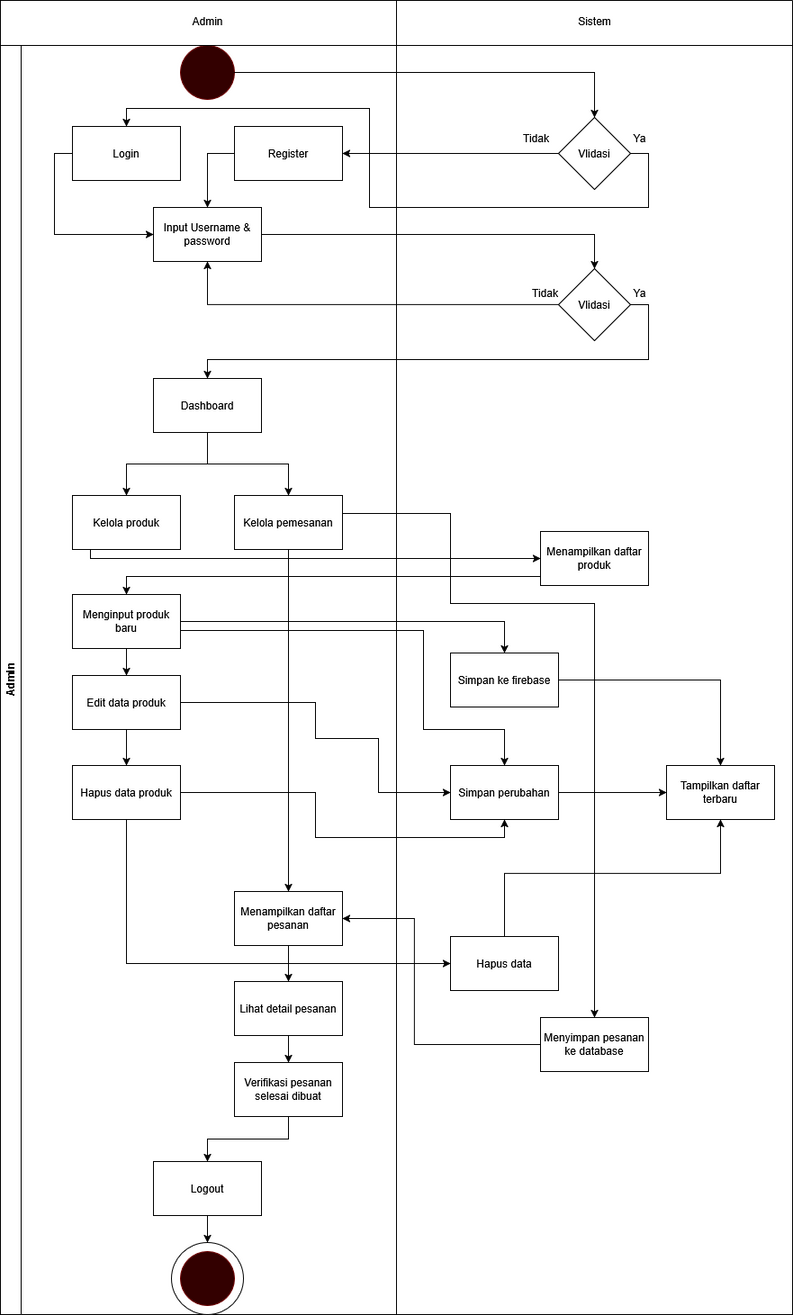 Admin
Sistem
Tidak
Ya
Login
Register
Vlidasi
Input Username &
password
Tidak
Ya
Vlidasi
Dashboard
Kelola produk
Kelola pemesanan
Menampilkan daftar
produk
Menginput produk
baru
Admin
Simpan ke firebase
Edit data produk
Hapus data produk
Simpan perubahan
Tampilkan daftar
terbaru
Menampilkan daftar
pesanan
Hapus data
Lihat detail pesanan
Menyimpan pesanan
ke database
Verifikasi pesanan
selesai dibuat
Logout